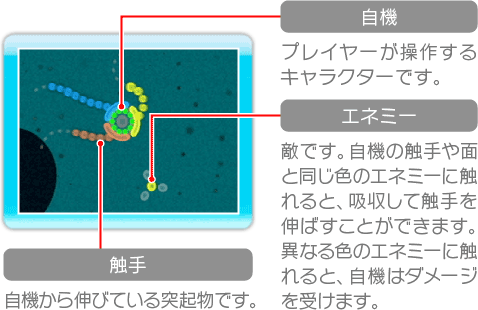 自機
プレイヤーが操作する
キャラクターです。
エネミー
敵です。自機の触手や面
と同じ色のエネミーに触
れると、吸収して触手を
伸ばすことができます。
異なる色のエネミーに触
れると、自機はダメージ
を受けます。
触手
自機から伸びている突起物です。